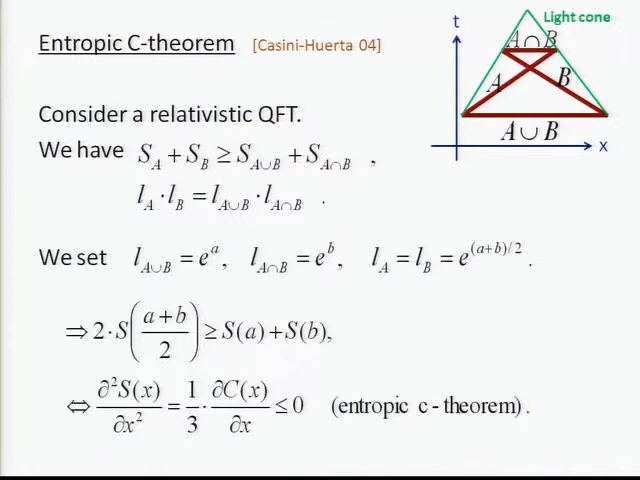 Entropic C-theorem [Casini-Huerta 04]
Light cone
t
A∩B
A B
A∪B
x
Consider a relativistic QFT.
We have S_A + S_B ≥ S_{A∪B} + S_{A∩B} ,
l_A · l_B = l_{A∪B} · l_{A∩B} .
We set l_{A∪B} = e^a, l_{A∩B} = e^b, l_A = l_B = e^{(a+b)/2} .
⇒ 2·S((a+b)/2) ≥ S(a)+S(b),
⇔ ∂²S(x)/∂x² = 1/3 · ∂C(x)/∂x ≤ 0 (entropic c - theorem) .